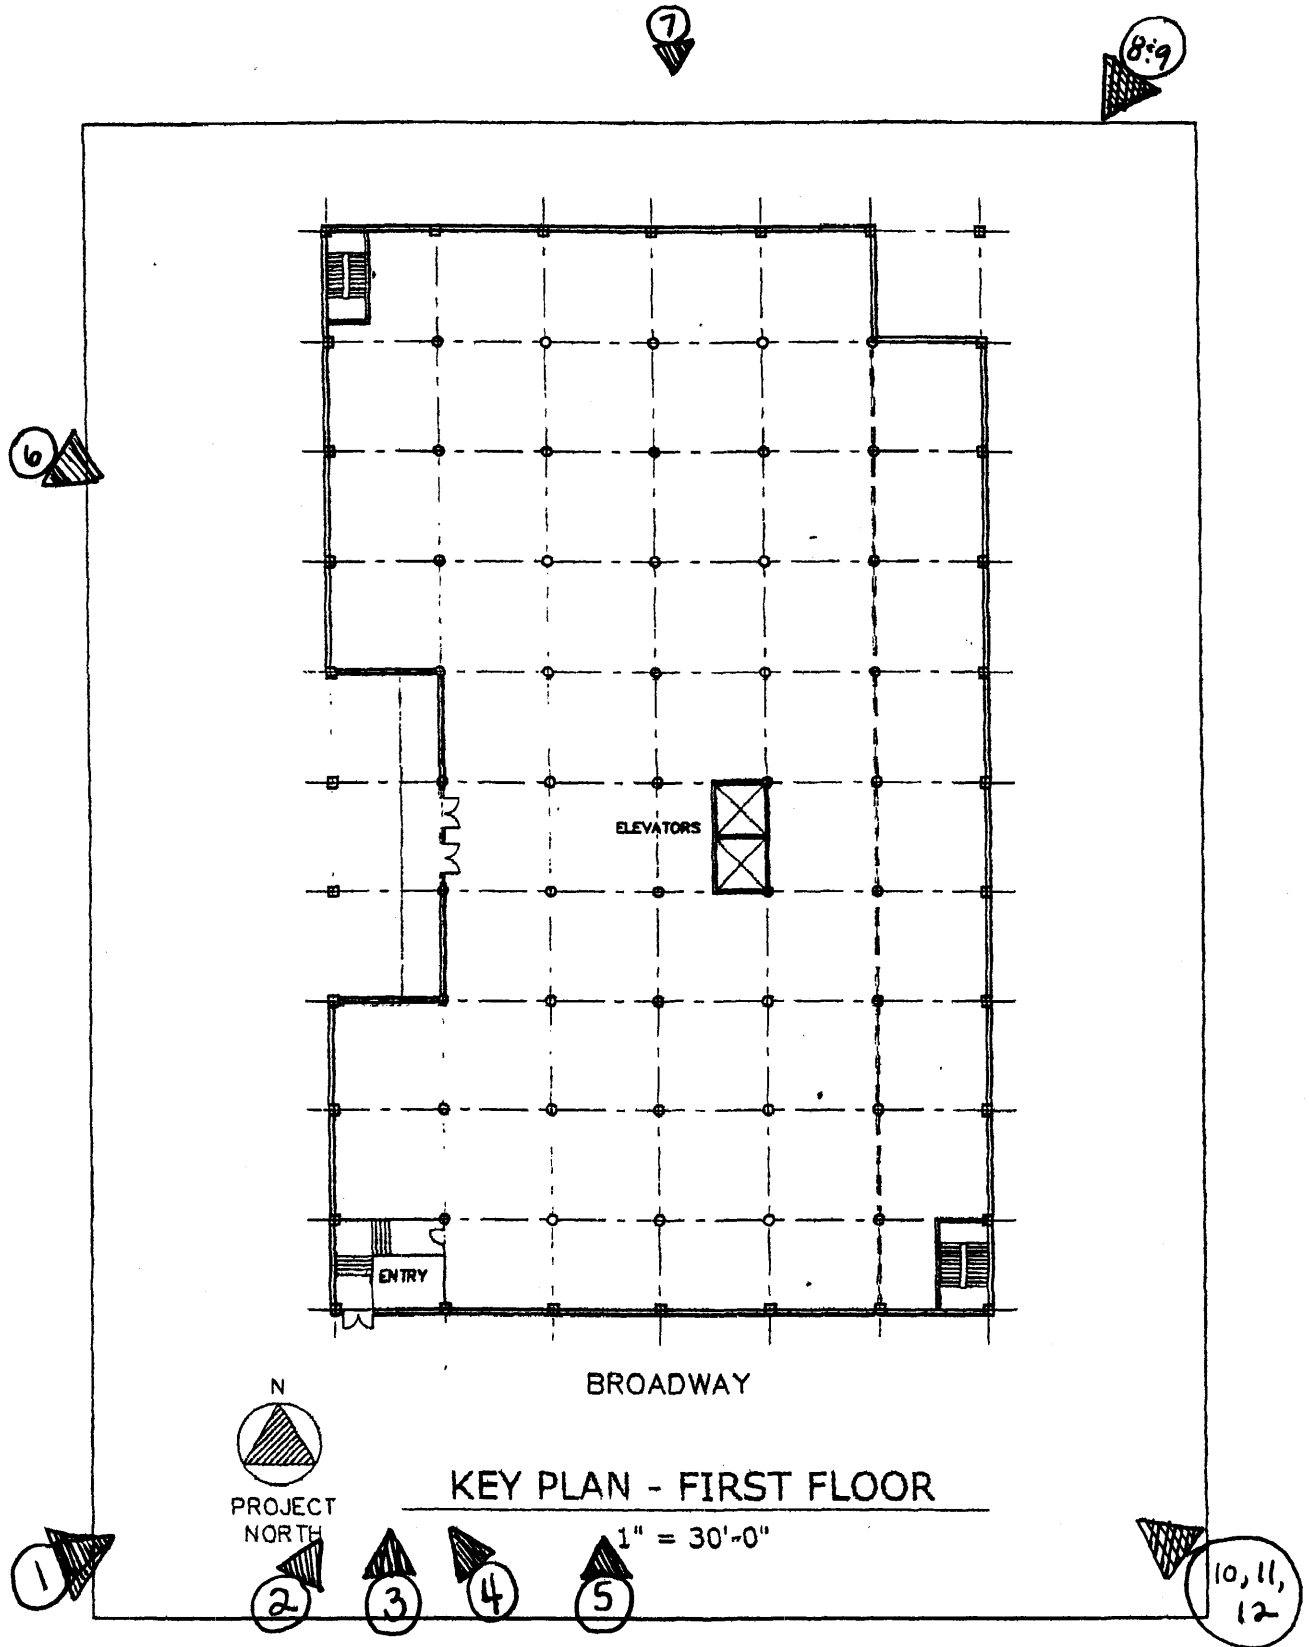 7
8&9
6
ELEVATORS
ENTRY
BROADWAY
N
PROJECT
NORTH
KEY PLAN - FIRST FLOOR
1" = 30'-0"
1
2
3
4
5
10, 11,
12